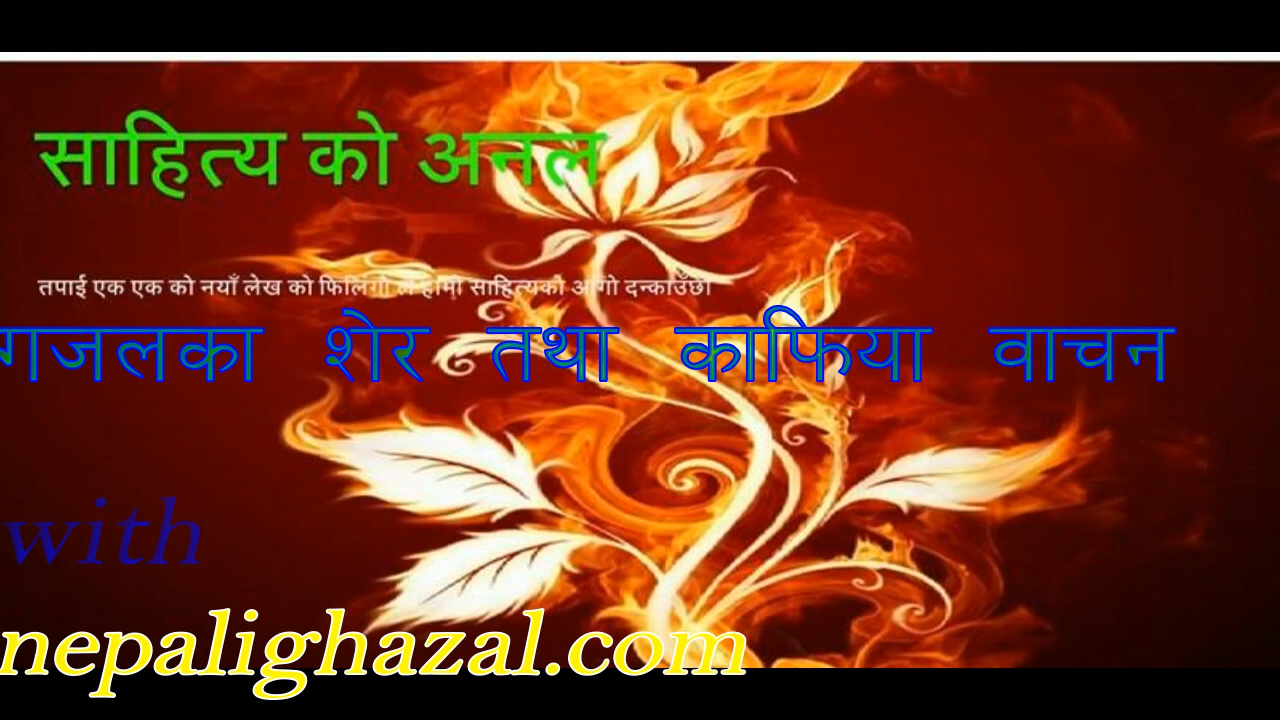 साहित्य को अनल
तपाई एक एक को नयाँ लेख को फिलिंगो ले हामी साहित्यको आगो दन्काउँछौ
गजलका शेर तथा काफिया वाचन
with
nepalighazal.com